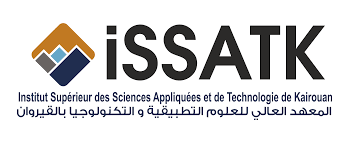 iSSATK
Institut Supérieur des Sciences Appliquées et de Technologie de Kairouan
المعهد العالي للعلوم التطبيقية و التكنولوجيا بالقيروان